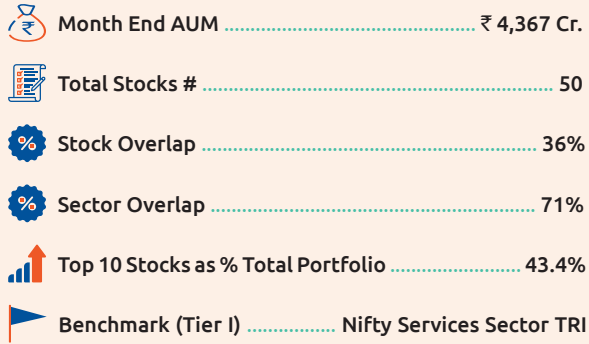 Month End AUM ........................................ ₹ 4,367 Cr.
Total Stocks # ........................................................ 50
Stock Overlap ...................................................... 36%
Sector Overlap .................................................... 71%
Top 10 Stocks as % Total Portfolio ..................... 43.4%
Benchmark (Tier I) .............. Nifty Services Sector TRI